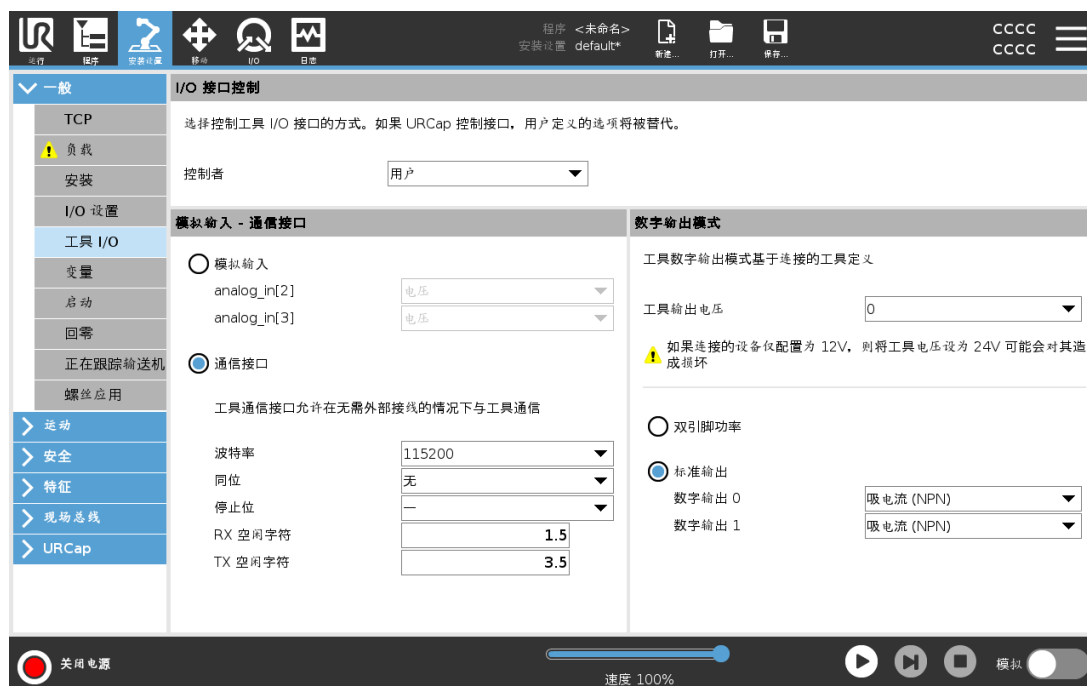 UR
运行
程序
安装设置
移动
I/O
日志
程序 <未命名>
安装设置 default*
新建...
打开...
保存...
CCCC
CCCC
一般
TCP
负载
安装
I/O 设置
工具 I/O
变量
启动
回零
正在跟踪输送机
螺丝应用
运动
安全
特征
现场总线
URCap
I/O 接口控制
选择控制工具 I/O 接口的方式。如果 URCap 控制接口，用户定义的选项将被替代。
控制者 用户
模拟输入 - 通信接口
模拟输入
analog_in[2] 电压
analog_in[3] 电压
通信接口
工具通信接口允许在无需外部接线的情况下与工具通信
波特率 115200
同位 无
停止位 一
RX 空闲字符 1.5
TX 空闲字符 3.5
数字输出模式
工具数字输出模式基于连接的工具定义
工具输出电压 0
如果连接的设备仅配置为 12V，则将工具电压设为 24V 可能会对其造
成损坏
双引脚功率
标准输出
数字输出 0 吸电流 (NPN)
数字输出 1 吸电流 (NPN)
关闭电源
速度 100%
模拟